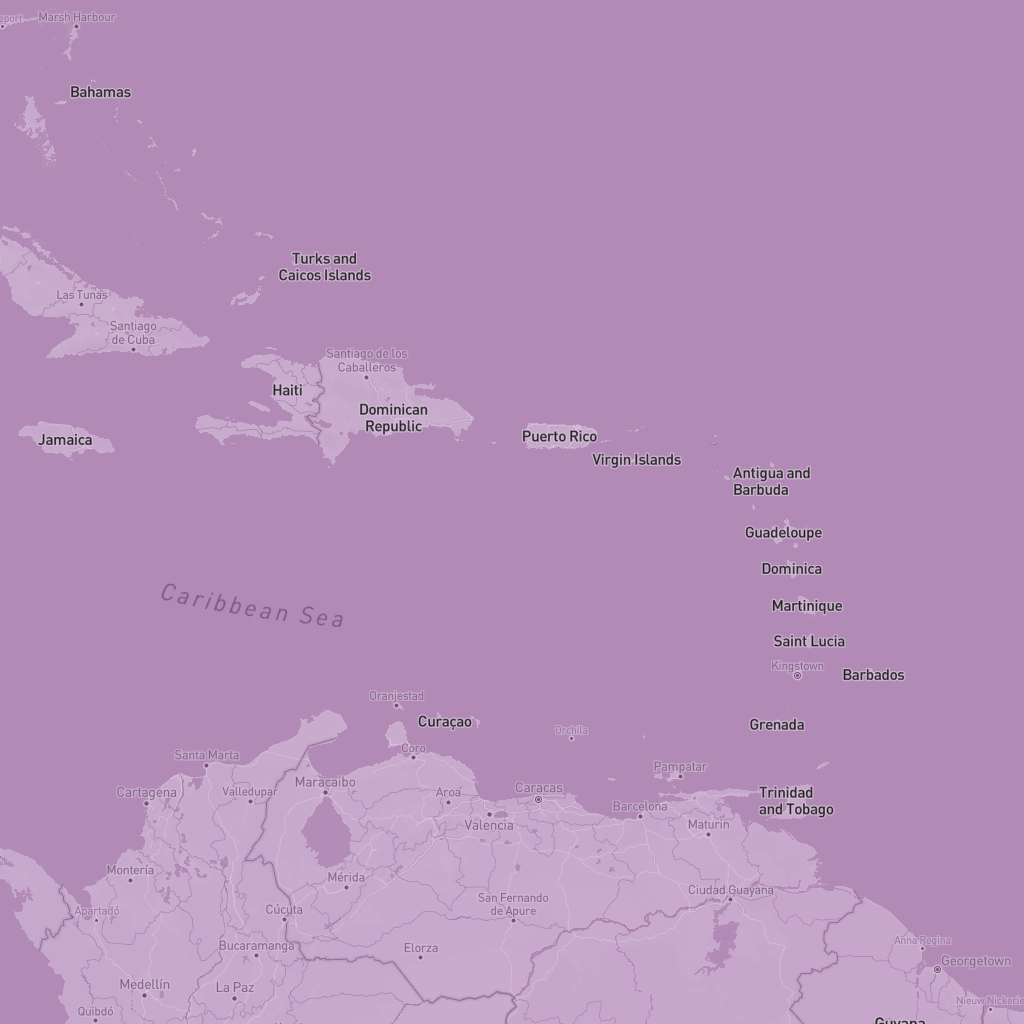 Marsh Harbour
Bahamas
Turks and
Caicos Islands
Las Tunas
Santiago
de Cuba
Santiago de los
Caballeros
Haiti
Dominican
Republic
Jamaica
Puerto Rico
Virgin Islands
Antigua and
Barbuda
Guadeloupe
Dominica
Caribbean Sea
Martinique
Saint Lucia
Kingstown
Barbados
Oranjestad
Curaçao
Grenada
Orchila
Santa Marta
Coro
Pampatar
Maracaibo
Cartagena
Valledupar
Aroa
Caracas
Trinidad
and Tobago
Barcelona
Valencia
Maturín
Montería
Mérida
Ciudad Guayana
San Fernando
de Apure
Apartadó
Cúcuta
Bucaramanga
Elorza
Anna Regina
Georgetown
Medellín
La Paz
Nieuw Nickerie
Quibdó
Guyana